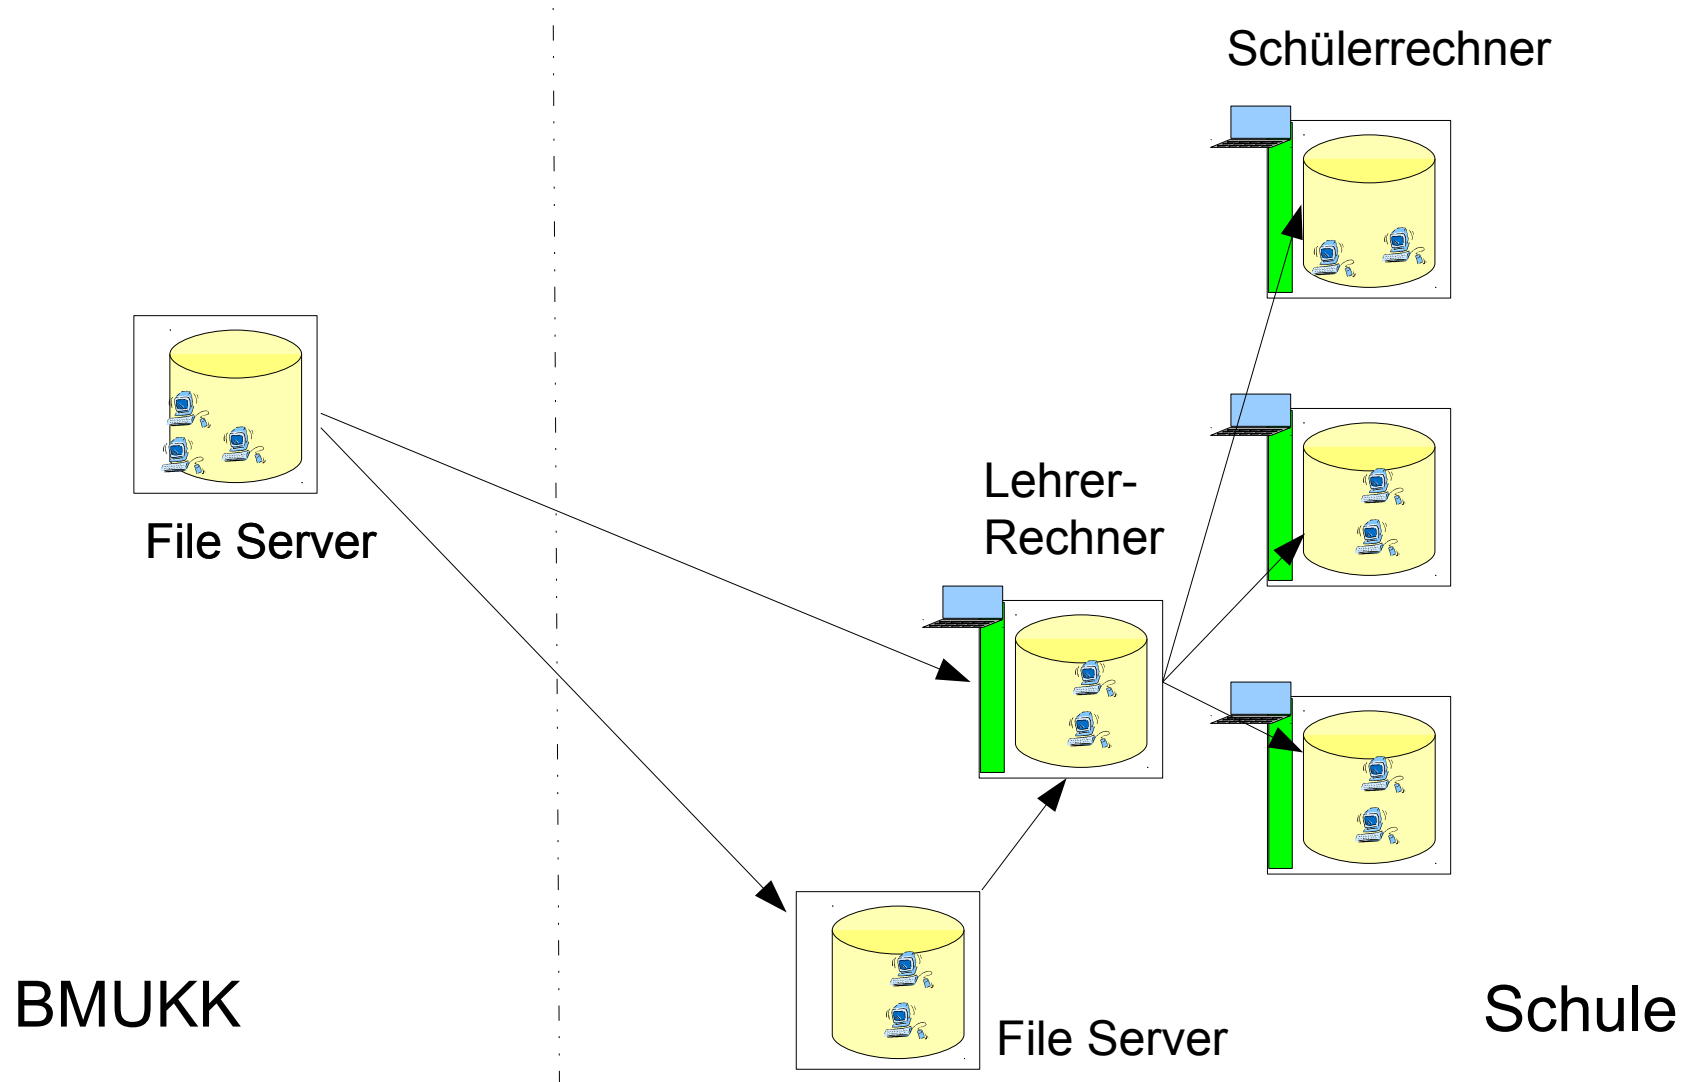 Schülerrechner
Lehrer-
Rechner
File Server
BMUKK
File Server
Schule